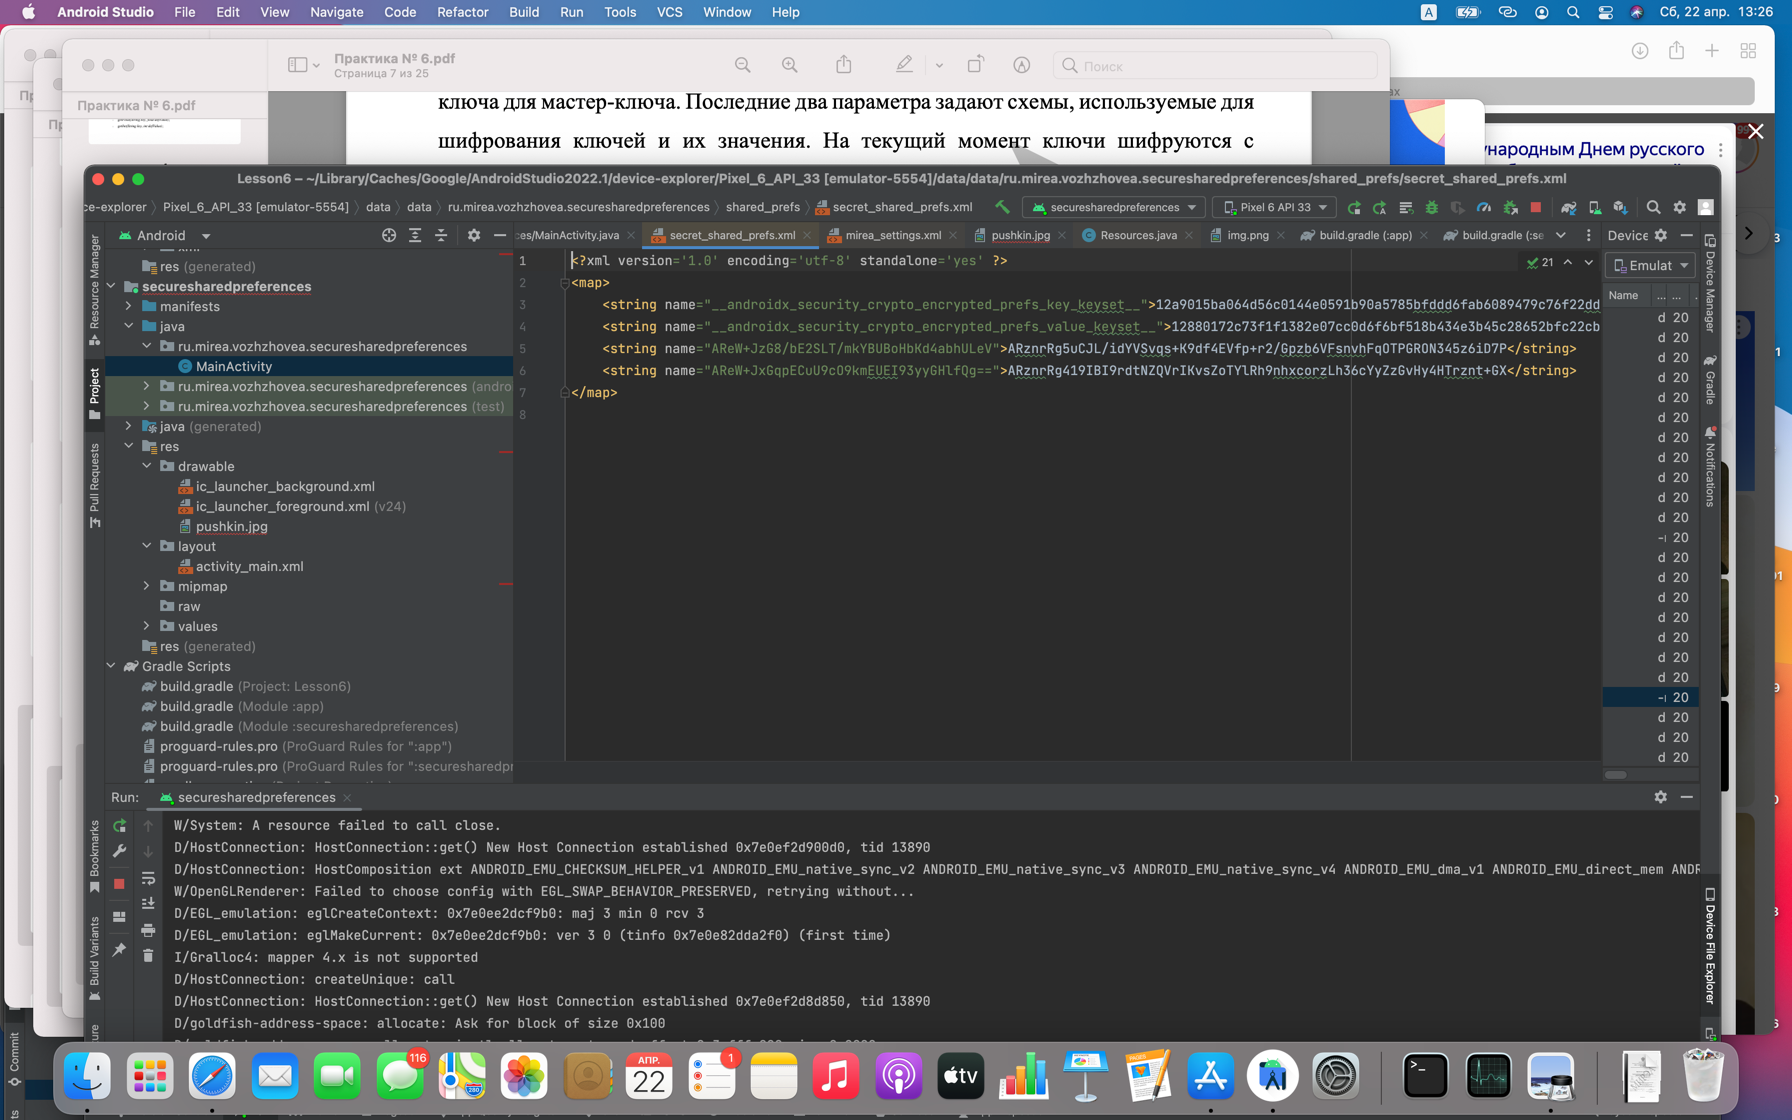 Android Studio File Edit View Navigate Code Refactor Build Run Tools VCS Window Help
A Сб, 22 апр. 13:26
Практика № 6.pdf
Страница 7 из 25
Поиск
Практика № 6.pdf
ключа для мастер-ключа. Последние два параметра задают схемы, используемые для
шифрования ключей и их значения. На текущий момент ключи шифруются с
народным Днем русского
Lesson6 – ~/Library/Caches/Google/AndroidStudio2022.1/device-explorer/Pixel_6_API_33 [emulator-5554]/data/data/ru.mirea.vozhzhovea.securesharedpreferences/shared_prefs/secret_shared_prefs.xml
ce-explorer Pixel_6_API_33 [emulator-5554] data data ru.mirea.vozhzhovea.securesharedpreferences shared_prefs secret_shared_prefs.xml securesharedpreferences Pixel 6 API 33
Android es/MainActivity.java secret_shared_prefs.xml mirea_settings.xml pushkin.jpg Resources.java img.png build.gradle (:app) build.gradle (:se Device
Resource Manager
Project
Pull Requests
Bookmarks
Build Variants
Commit
res (generated)
securesharedpreferences
manifests
java
ru.mirea.vozhzhovea.securesharedpreferences
MainActivity
ru.mirea.vozhzhovea.securesharedpreferences (andro
ru.mirea.vozhzhovea.securesharedpreferences (test)
java (generated)
res
drawable
ic_launcher_background.xml
ic_launcher_foreground.xml (v24)
pushkin.jpg
layout
activity_main.xml
mipmap
raw
values
res (generated)
Gradle Scripts
build.gradle (Project: Lesson6)
build.gradle (Module :app)
build.gradle (Module :securesharedpreferences)
proguard-rules.pro (ProGuard Rules for ":app")
proguard-rules.pro (ProGuard Rules for ":securesharedpr
1 <?xml version='1.0' encoding='utf-8' standalone='yes' ?>
2 <map>
3 <string name="__androidx_security_crypto_encrypted_prefs_key_keyset__">12a9015ba064d56c0144e0591b90a5785bfddd6fab6089479c76f22dd
4 <string name="__androidx_security_crypto_encrypted_prefs_value_keyset__">12880172c73f1f1382e07cc0d6f6bf518b434e3b45c28652bfc22cb
5 <string name="AReW+JzG8/bE2SLT/mkYBUBoHbKd4abhULeV">ARznrRg5uCJL/idYVSvqs+K9df4EVfp+r2/Gpzb6VFsnvhFqOTPGRON345z6iD7P</string>
6 <string name="AReW+JxGqpECuU9cO9kmEUEI93yyGHlfQg==">ARznrRg419IBI9rdtNZQVrIKvsZoTYlRh9nhxcorzLh36cYyZzGvHy4HTrznt+GX</string>
7 </map>
8
21
Emulat
Name ... ...
d 20
d 20
d 20
d 20
d 20
d 20
d 20
d 20
d 20
d 20
d 20
20
d 20
d 20
d 20
d 20
d 20
d 20
d 20
20
d 20
d 20
d 20
Device Manager
Gradle
Notifications
Device File Explorer
Run: securesharedpreferences
W/System: A resource failed to call close.
D/HostConnection: HostConnection::get() New Host Connection established 0x7e0ef2d900d0, tid 13890
D/HostConnection: HostComposition ext ANDROID_EMU_CHECKSUM_HELPER_v1 ANDROID_EMU_native_sync_v2 ANDROID_EMU_native_sync_v3 ANDROID_EMU_native_sync_v4 ANDROID_EMU_dma_v1 ANDROID_EMU_direct_mem ANDR
W/OpenGLRenderer: Failed to choose config with EGL_SWAP_BEHAVIOR_PRESERVED, retrying without...
D/EGL_emulation: eglCreateContext: 0x7e0ee2dcf9b0: maj 3 min 0 rcv 3
D/EGL_emulation: eglMakeCurrent: 0x7e0ee2dcf9b0: ver 3 0 (tinfo 0x7e0e82dda2f0) (first time)
I/Gralloc4: mapper 4.x is not supported
D/HostConnection: createUnique: call
D/HostConnection: HostConnection::get() New Host Connection established 0x7e0ef2d8d850, tid 13890
D/goldfish-address-space: allocate: Ask for block of size 0x100
116
280
АПР.
22
1
tv
PAGES
>_